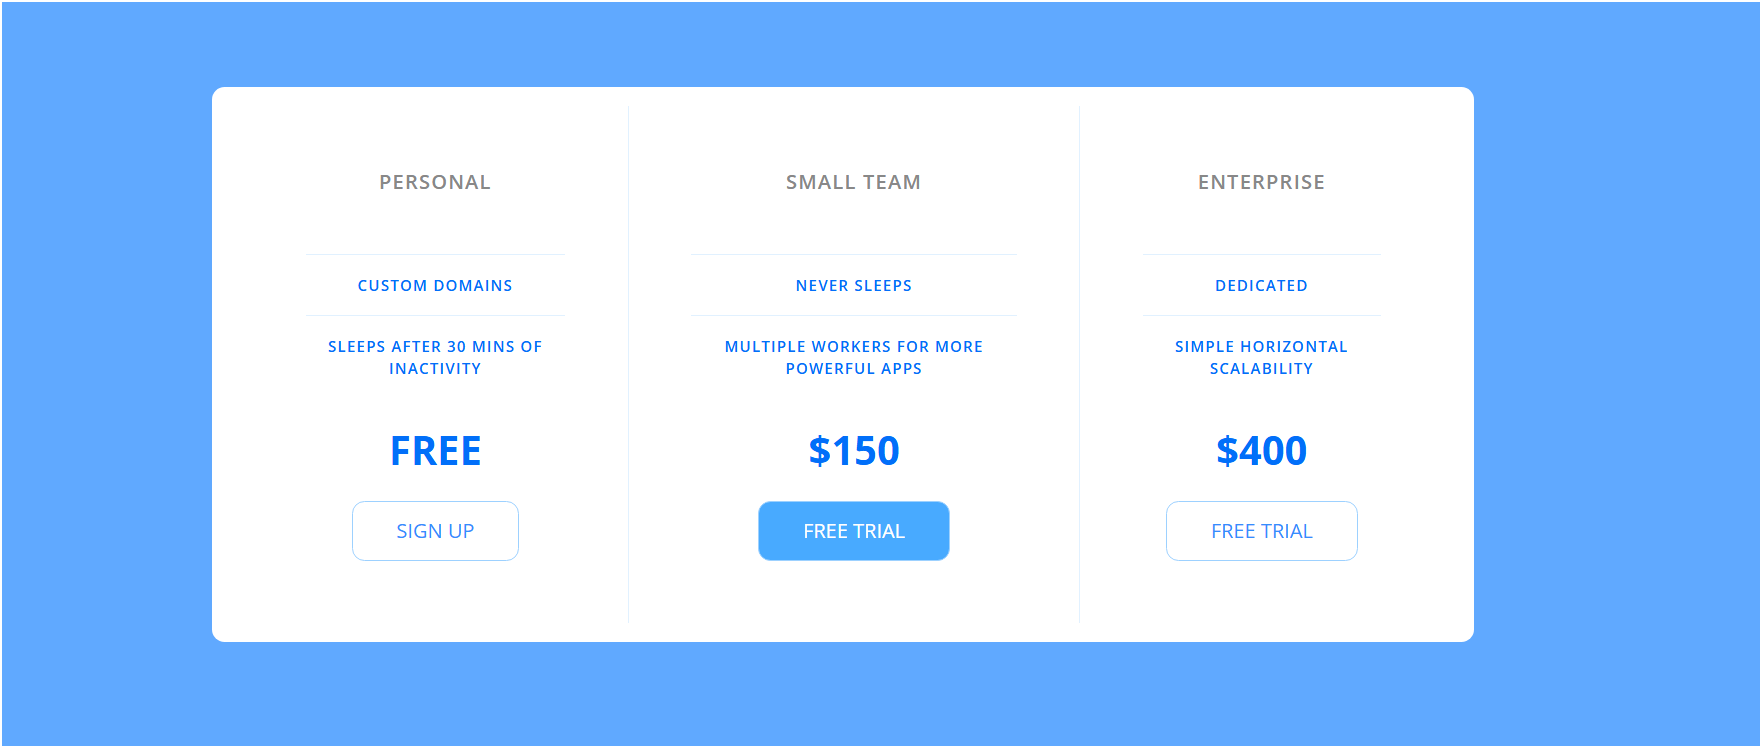 PERSONAL
CUSTOM DOMAINS
SLEEPS AFTER 30 MINS OF
INACTIVITY
FREE
SIGN UP
SMALL TEAM
NEVER SLEEPS
MULTIPLE WORKERS FOR MORE
POWERFUL APPS
$150
FREE TRIAL
ENTERPRISE
DEDICATED
SIMPLE HORIZONTAL
SCALABILITY
$400
FREE TRIAL